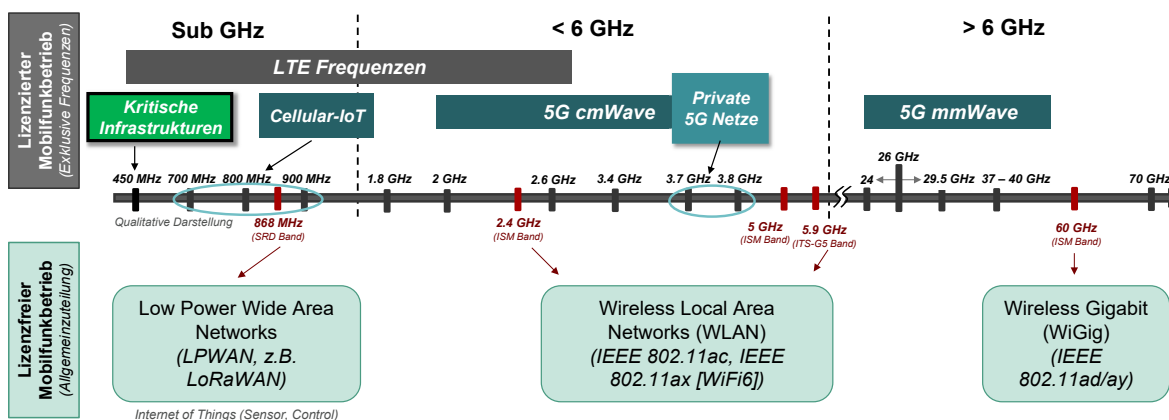 Lizenzierter
Mobilfunkbetrieb
(Exklusive Frequenzen)
Sub GHz
< 6 GHz
> 6 GHz
LTE Frequenzen
Kritische
Infrastrukturen
Cellular-IoT
5G cmWave
Private
5G Netze
5G mmWave
450 MHz
700 MHz
800 MHz
900 MHz
1.8 GHz
2 GHz
2.6 GHz
3.4 GHz
3.7 GHz
3.8 GHz
24
26 GHz
29.5 GHz
37 – 40 GHz
70 GHz
Qualitative Darstellung
868 MHz
(SRD Band)
2.4 GHz
(ISM Band)
5 GHz
(ISM Band)
5.9 GHz
(ITS-G5 Band)
60 GHz
(ISM Band)
Lizenzfreier
Mobilfunkbetrieb
(Allgemeinzuteilung)
Low Power Wide Area
Networks
(LPWAN, z.B.
LoRaWAN)
Wireless Local Area
Networks (WLAN)
(IEEE 802.11ac, IEEE
802.11ax [WiFi6])
Wireless Gigabit
(WiGig)
(IEEE
802.11ad/ay)
Internet of Things (Sensor, Control)